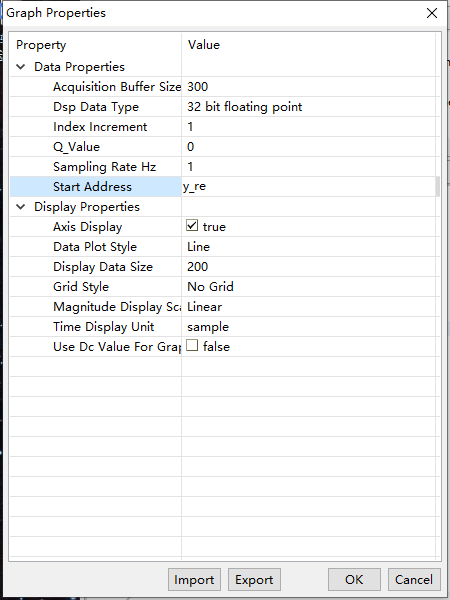 Graph Properties
Property Value
Data Properties
Acquisition Buffer Size 300
Dsp Data Type 32 bit floating point
Index Increment 1
Q_Value 0
Sampling Rate Hz 1
Start Address y_re
Display Properties
Axis Display true
Data Plot Style Line
Display Data Size 200
Grid Style No Grid
Magnitude Display Sca Linear
Time Display Unit sample
Use Dc Value For Grap false
Import Export OK Cancel